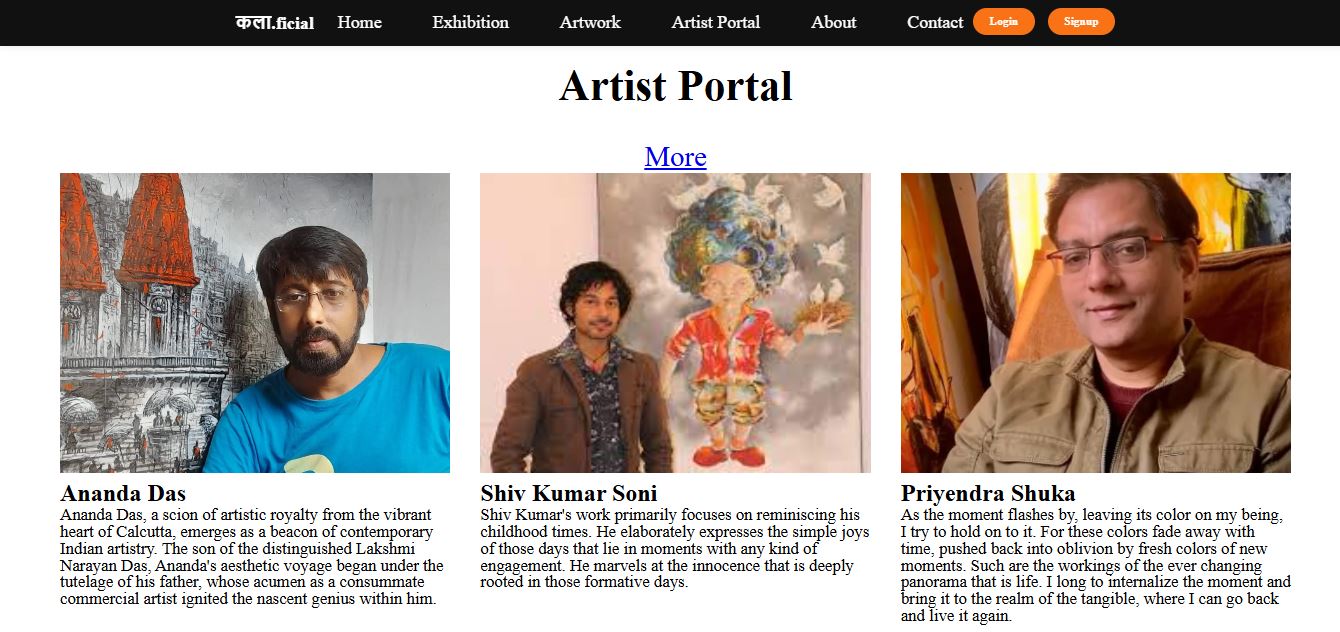 कला.ficial Home Exhibition Artwork Artist Portal About Contact Login Signup
Artist Portal
More
Ananda Das
Ananda Das, a scion of artistic royalty from the vibrant
heart of Calcutta, emerges as a beacon of contemporary
Indian artistry. The son of the distinguished Lakshmi
Narayan Das, Ananda's aesthetic voyage began under the
tutelage of his father, whose acumen as a consummate
commercial artist ignited the nascent genius within him.
Shiv Kumar Soni
Shiv Kumar's work primarily focuses on reminiscing his
childhood times. He elaborately expresses the simple joys
of those days that lie in moments with any kind of
engagement. He marvels at the innocence that is deeply
rooted in those formative days.
Priyendra Shuka
As the moment flashes by, leaving its color on my being,
I try to hold on to it. For these colors fade away with
time, pushed back into oblivion by fresh colors of new
moments. Such are the workings of the ever changing
panorama that is life. I long to internalize the moment and
bring it to the realm of the tangible, where I can go back
and live it again.